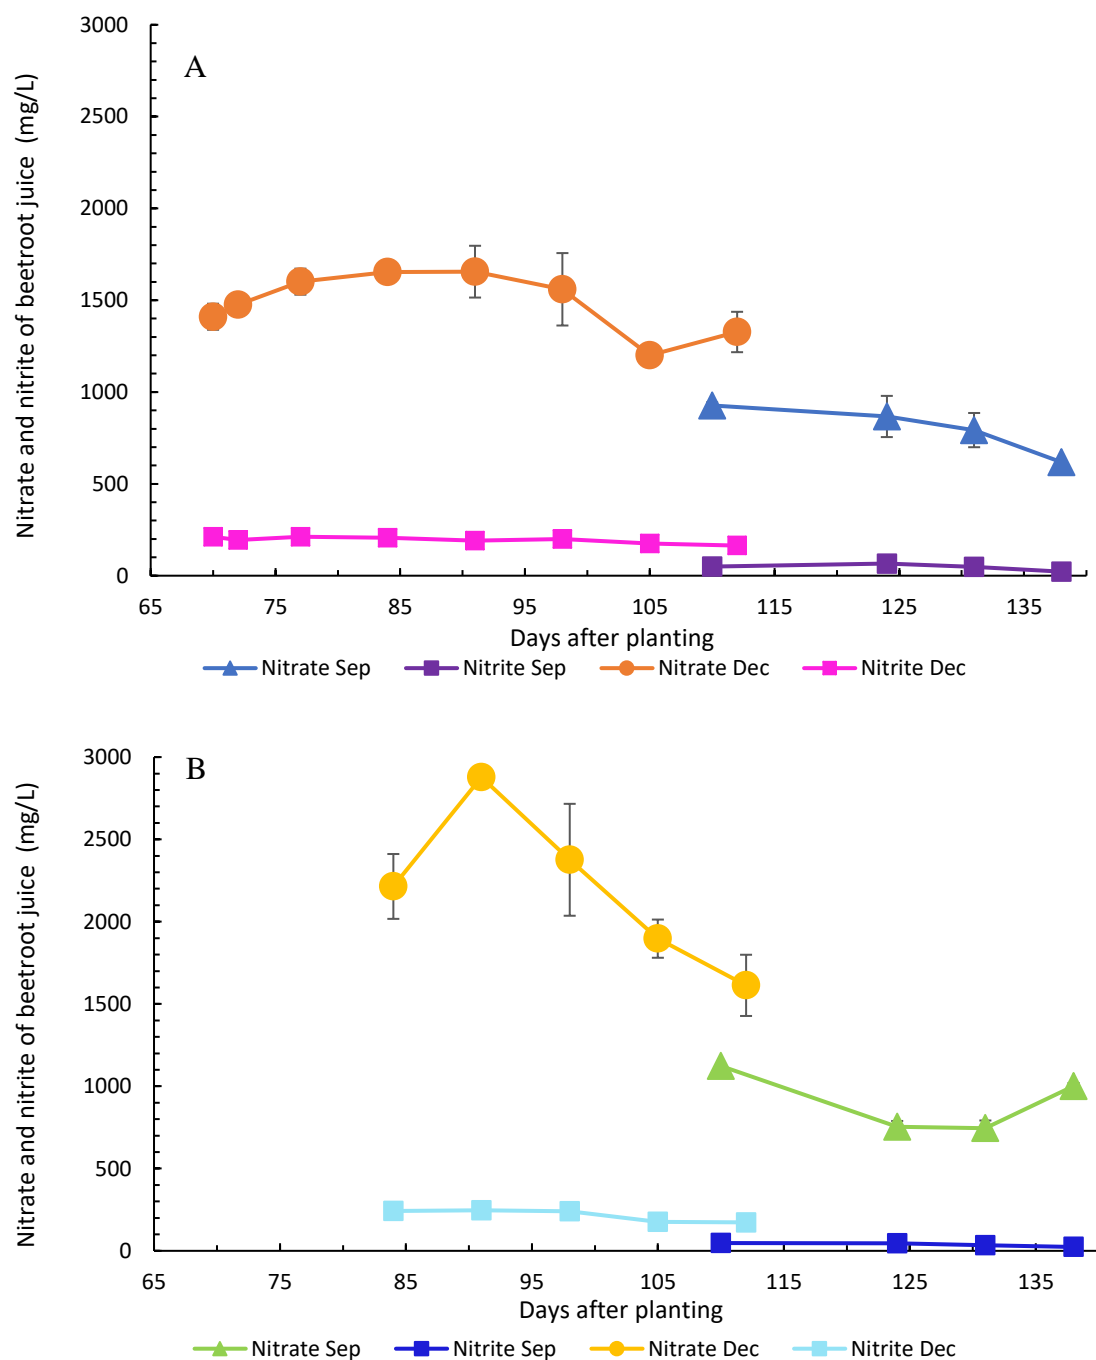 A
Nitrate and nitrite of beetroot juice (mg/L)
3000
2500
2000
1500
1000
500
0
65 75 85 95 105 115 125 135
Days after planting
Nitrate Sep Nitrite Sep Nitrate Dec Nitrite Dec
B
Nitrate and nitrite of beetroot juice (mg/L)
3000
2500
2000
1500
1000
500
0
65 75 85 95 105 115 125 135
Days after planting
Nitrate Sep Nitrite Sep Nitrate Dec Nitrite Dec